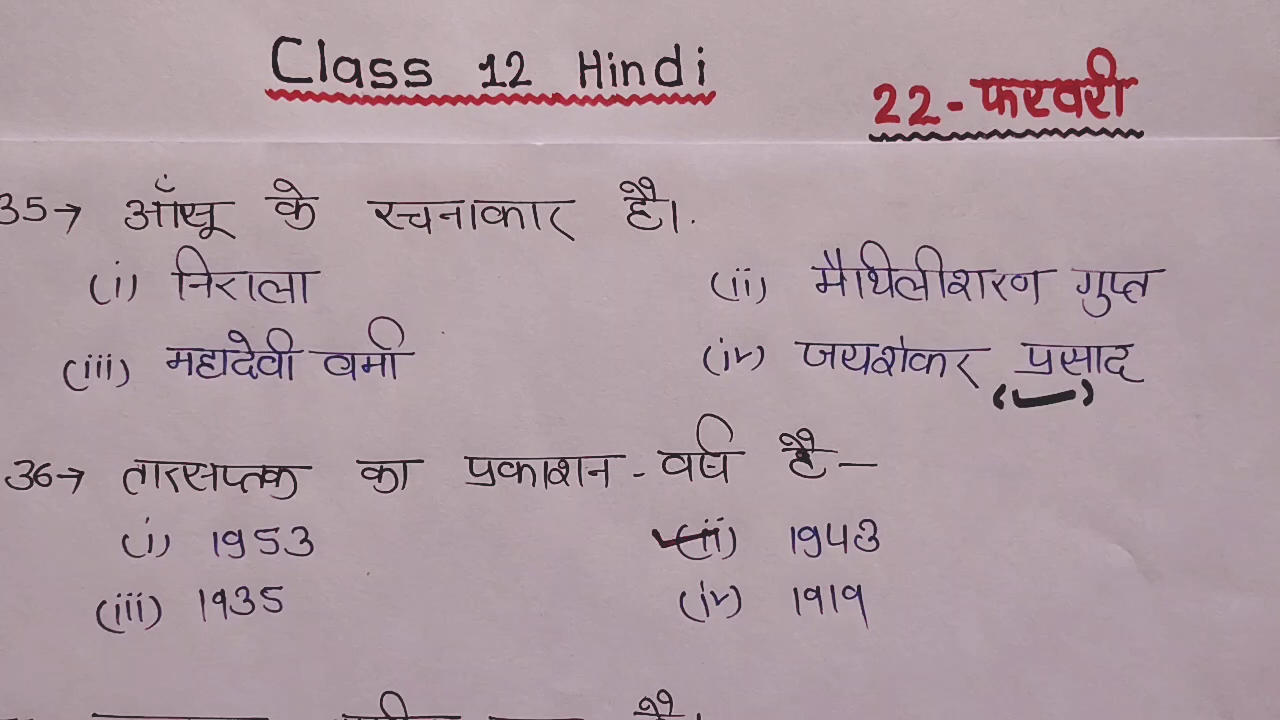 Class 12 Hindi
22-फरवरी
35→ आँसू के रचनाकार है।
(i) निराला (ii) मैथिलीशरण गुप्त
(iii) महादेवी वर्मा (iv) जयशंकर प्रसाद
36→ तारसप्तक का प्रकाशन-वर्ष है-
(i) 1953 (ii) 1943
(iii) 1935 (iv) 1919